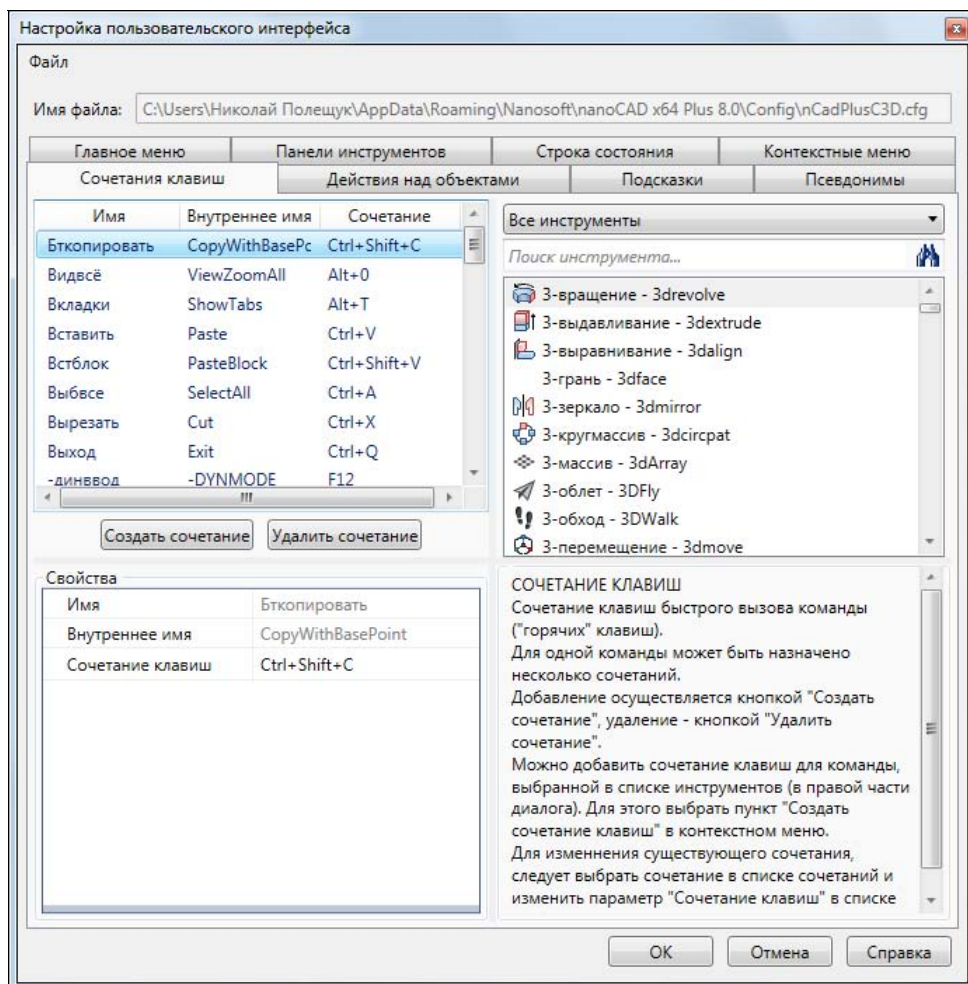 Настройка пользовательского интерфейса
Файл
Имя файла: C:\Users\Николай Полещук\AppData\Roaming\Nanosoft\nanoCAD x64 Plus 8.0\Config\nCadPlusC3D.cfg
Главное меню Панели инструментов Строка состояния Контекстные меню
Сочетания клавиш Действия над объектами Подсказки Псевдонимы
Имя Внутреннее имя Сочетание
Бткопировать CopyWithBasePc Ctrl+Shift+C
Видвсё ViewZoomAll Alt+0
Вкладки ShowTabs Alt+T
Вставить Paste Ctrl+V
Встблок PasteBlock Ctrl+Shift+V
Выбвсе SelectAll Ctrl+A
Вырезать Cut Ctrl+X
Выход Exit Ctrl+Q
-динввод -DYNMODE F12
Создать сочетание Удалить сочетание
Все инструменты
Поиск инструмента...
3-вращение - 3drevolve
3-выдавливание - 3dextrude
3-выравнивание - 3dalign
3-грань - 3dface
3-зеркало - 3dmirror
3-кругмассив - 3dcircpat
3-массив - 3dArray
3-облет - 3DFly
3-обход - 3DWalk
3-перемещение - 3dmove
Свойства
Имя Бткопировать
Внутреннее имя CopyWithBasePoint
Сочетание клавиш Ctrl+Shift+C
СОЧЕТАНИЕ КЛАВИШ
Сочетание клавиш быстрого вызова команды
("горячих" клавиш).
Для одной команды может быть назначено
несколько сочетаний.
Добавление осуществляется кнопкой "Создать
сочетание", удаление - кнопкой "Удалить
сочетание".
Можно добавить сочетание клавиш для команды,
выбранной в списке инструментов (в правой части
диалога). Для этого выбрать пункт "Создать
сочетание клавиш" в контекстном меню.
Для изменнения существующего сочетания,
следует выбрать сочетание в списке сочетаний и
изменить параметр "Сочетание клавиш" в списке
OK Отмена Справка